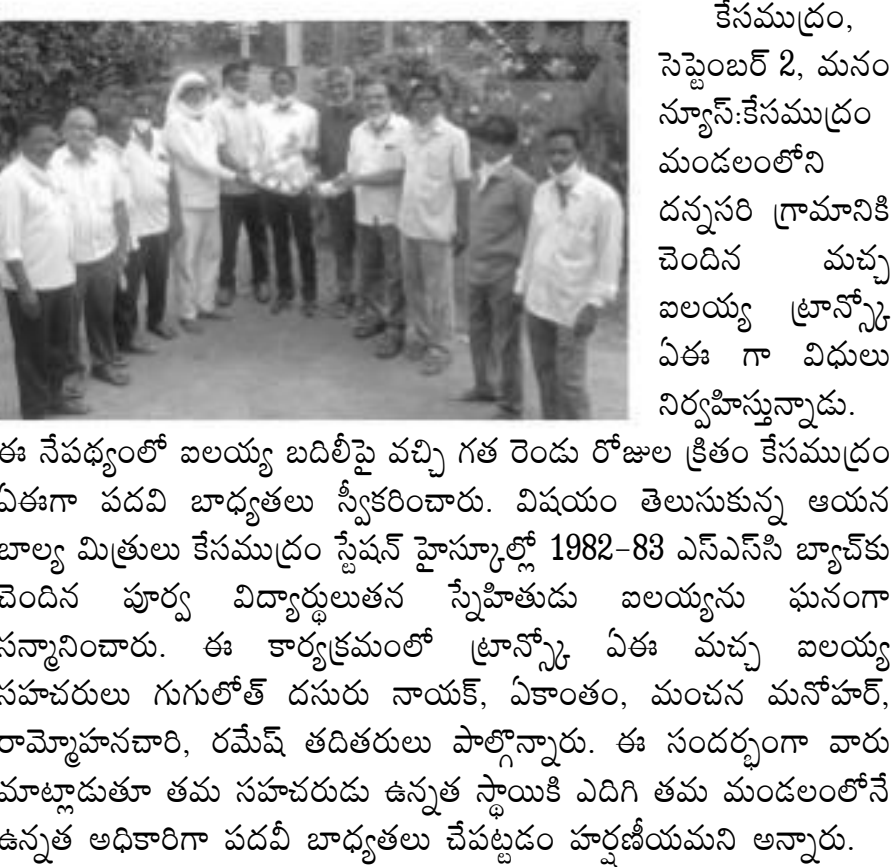 కేసముద్రం,
సెప్టెంబర్ 2, మనం
న్యూస్:కేసముద్రం
మండలంలోని
దన్నసరి గ్రామానికి
చెందిన మచ్చ
ఐలయ్య ట్రాన్స్కో
ఏఈ గా విధులు
నిర్వహిస్తున్నాడు.
ఈ నేపథ్యంలో ఐలయ్య బదిలీపై వచ్చి గత రెండు రోజుల క్రితం కేసముద్రం
ఏఈగా పదవి బాధ్యతలు స్వీకరించారు. విషయం తెలుసుకున్న ఆయన
బాల్య మిత్రులు కేసముద్రం స్టేషన్ హైస్కూల్లో 1982-83 ఎస్ఎస్సి బ్యాచ్‌కు
చెందిన పూర్వ విద్యార్థులుతన స్నేహితుడు ఐలయ్యను ఘనంగా
సన్మానించారు. ఈ కార్యక్రమంలో ట్రాన్స్కో ఏఈ మచ్చ ఐలయ్య
సహచరులు గుగులోత్ దసురు నాయక్, ఏకాంతం, మంచన మనోహర్,
రామ్మోహనచారి, రమేష్ తదితరులు పాల్గొన్నారు. ఈ సందర్భంగా వారు
మాట్లాడుతూ తమ సహచరుడు ఉన్నత స్థాయికి ఎదిగి తమ మండలంలోనే
ఉన్నత అధికారిగా పదవీ బాధ్యతలు చేపట్టడం హర్షణీయమని అన్నారు.